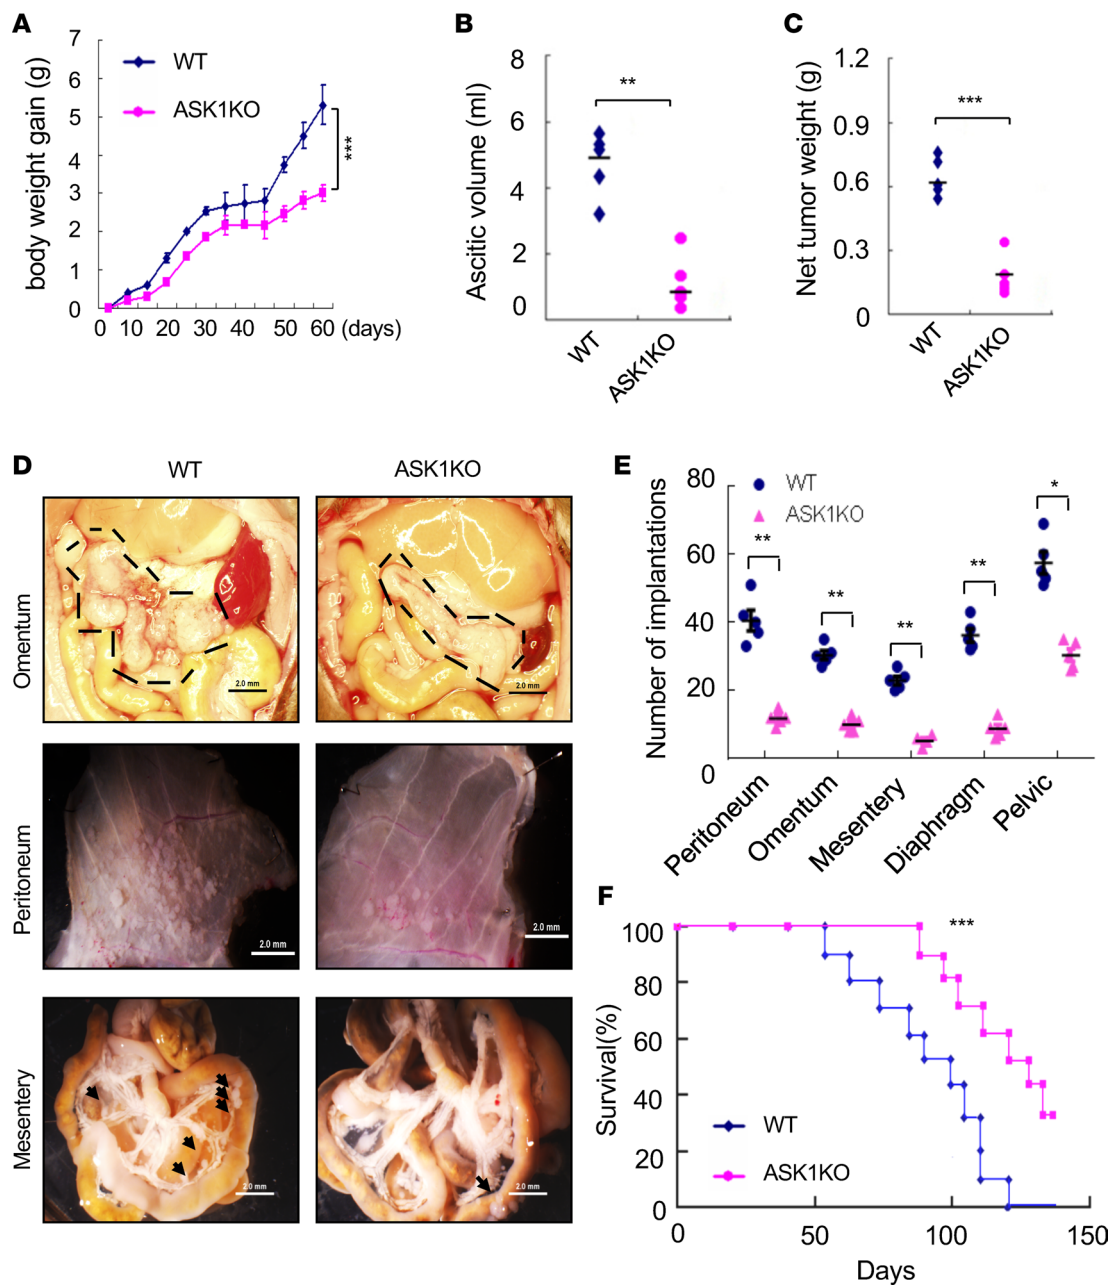 A
body weight gain (g)
7
6
5
4
3
2
1
0
WT
ASK1KO
***
0 10 20 30 40 50 60 (days)
B
Ascitic volume (ml)
8
6
4
2
0
**
WT
ASK1KO
C
Net tumor weight (g)
1.2
0.9
0.6
0.3
0
***
WT
ASK1KO
D
WT
ASK1KO
Omentum
2.0 mm
2.0 mm
Peritoneum
2.0 mm
2.0 mm
Mesentery
2.0 mm
2.0 mm
E
Number of implantations
80
60
40
20
0
WT
ASK1KO
**
**
**
**
*
Peritoneum
Omentum
Mesentery
Diaphragm
Pelvic
F
Survival(%)
100
80
60
40
20
0
***
WT
ASK1KO
0 50 100 150
Days